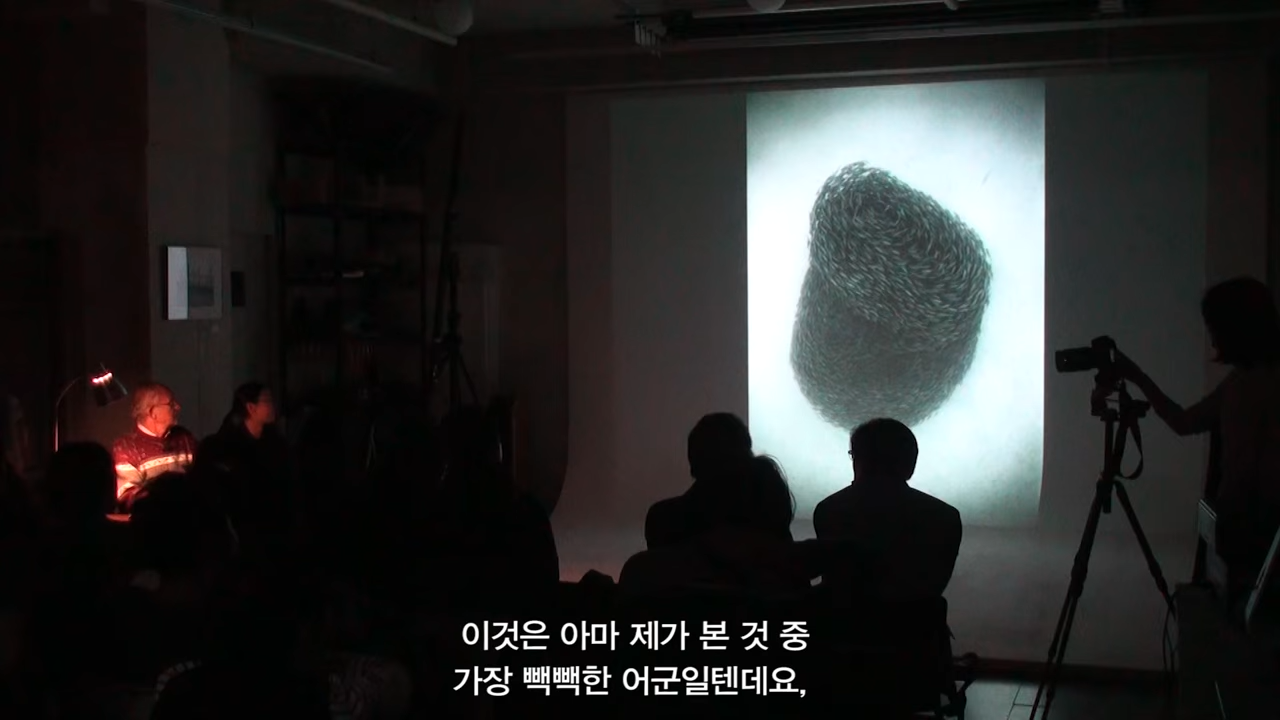 이것은 아마 제가 본 것 중
가장 빽빽한 어군일텐데요,